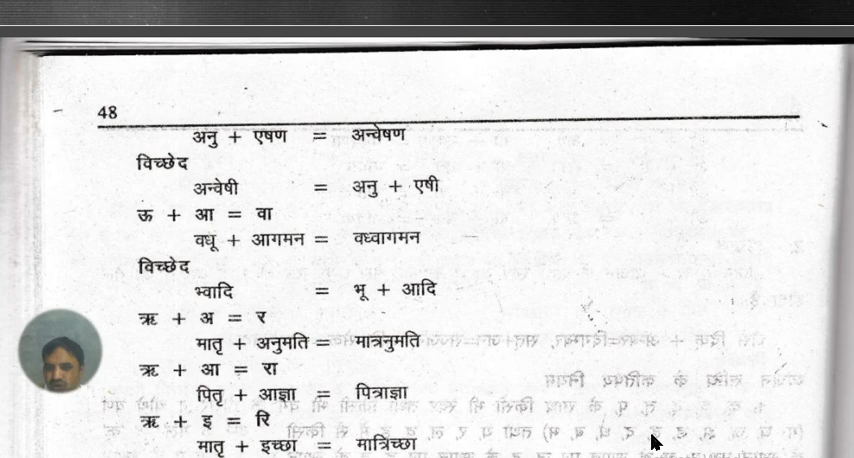 48
अनु + एषण = अन्वेषण
विच्छेद
अन्वेषी = अनु + एषी
ऊ + आ = वा
वधू + आगमन = वध्वागमन
विच्छेद
भ्वादि = भू + आदि
ऋ + अ = र
मातृ + अनुमति = मात्रनुमति
ऋ + आ = रा
पितृ + आज्ञा = पित्राज्ञा
ऋ + इ = रि
मातृ + इच्छा = मात्रिच्छा